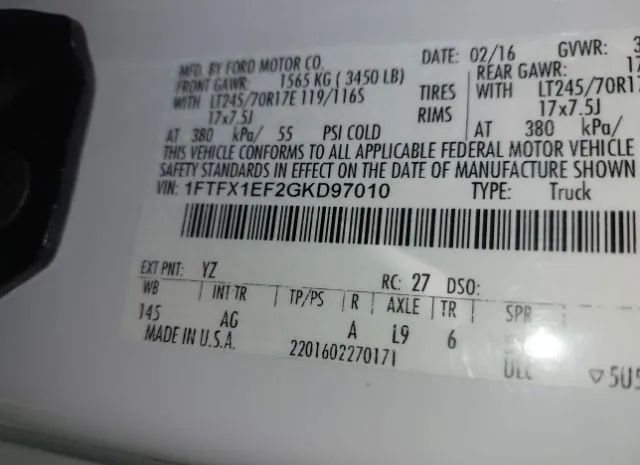 MFD. BY FORD MOTOR CO.
DATE: 02/16 GVWR: 3
FRONT GAWR: 1565 KG ( 3450 LB)
REAR GAWR: 17
WITH LT245/70R17E 119/116S TIRES WITH LT245/70R
17x7.5J RIMS 17x7.5J
AT 380 kPa/ 55 PSI COLD AT 380 kPa/
THIS VEHICLE CONFORMS TO ALL APPLICABLE FEDERAL MOTOR VEHICLE
SAFETY STANDARDS IN EFFECT ON THE DATE OF MANUFACTURE SHOWN
VIN: 1FTFX1EF2GKD97010 TYPE: Truck
EXT PNT: YZ RC: 27 DSO:
WB INT TR TP/PS R AXLE TR SPR
145 AG A L9 6
MADE IN U.S.A. 2201602270171
▽5U5